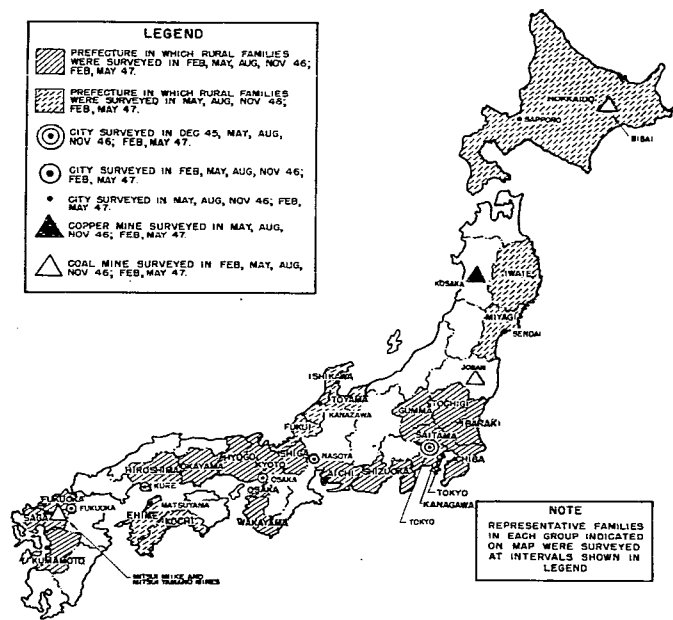 LEGEND
PREFECTURE IN WHICH RURAL FAMILIES
WERE SURVEYED IN FEB, MAY, AUG, NOV 46;
FEB, MAY 47.
PREFECTURE IN WHICH RURAL FAMILIES
WERE SURVEYED IN MAY, AUG, NOV 46;
FEB, MAY 47.
CITY SURVEYED IN DEC 45, MAY, AUG,
NOV 46; FEB, MAY 47.
CITY SURVEYED IN FEB, MAY, AUG, NOV 46;
FEB, MAY 47.
CITY SURVEYED IN MAY, AUG, NOV 46; FEB,
MAY 47.
COPPER MINE SURVEYED IN MAY, AUG,
NOV 46; FEB, MAY 47.
COAL MINE SURVEYED IN FEB, MAY, AUG,
NOV 46; FEB, MAY 47.
HOKKAIDO
SAPPORO
BIBAI
KOSAKA
IWATE
MIYAGI
SENDAI
JOBAN
ISHIKAWA
TOYAMA
KANAZAWA
FUKUI
TOCHIGI
GUMMA
IBARAKI
SAITAMA
CHIBA
TOKYO
KANAGAWA
TOKYO
SHIGA
NAGOYA
AICHI
SHIZUOKA
HYOGO
KYOTO
OSAKA
OSAKA
WAKAYAMA
OKAYAMA
HIROSHIMA
KURE
MATSUYAMA
EHIME
KOCHI
FUKUOKA
FUKUOKA
SAGA
KUMAMOTO
MITSUI MIIKE AND
MITSUI YAMANO MINES
NOTE
REPRESENTATIVE FAMILIES
IN EACH GROUP INDICATED
ON MAP WERE SURVEYED
AT INTERVALS SHOWN IN
LEGEND